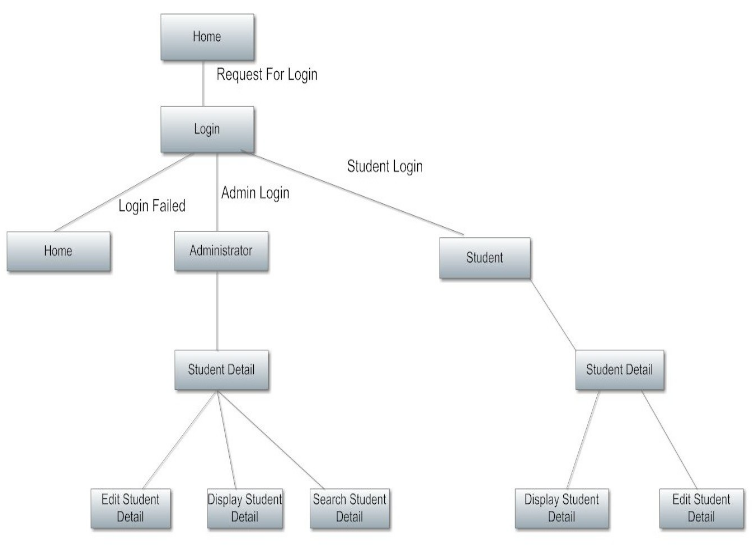 Home
Request For Login
Login
Student Login
Admin Login
Login Failed
Home
Administrator
Student
Student Detail
Student Detail
Edit Student
Detail
Display Student
Detail
Search Student
Detail
Display Student
Detail
Edit Student
Detail